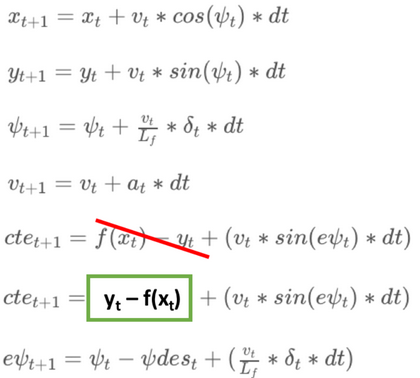 x_{t+1} = x_t + v_t * cos(ψ_t) * dt
y_{t+1} = y_t + v_t * sin(ψ_t) * dt
ψ_{t+1} = ψ_t + \frac{v_t}{L_f} * δ_t * dt
v_{t+1} = v_t + a_t * dt
cte_{t+1} = f(x_t) − y_t + (v_t * sin(eψ_t) * dt)
cte_{t+1} = y_t – f(x_t) + (v_t * sin(eψ_t) * dt)
eψ_{t+1} = ψ_t − ψdes_t + (\frac{v_t}{L_f} * δ_t * dt)